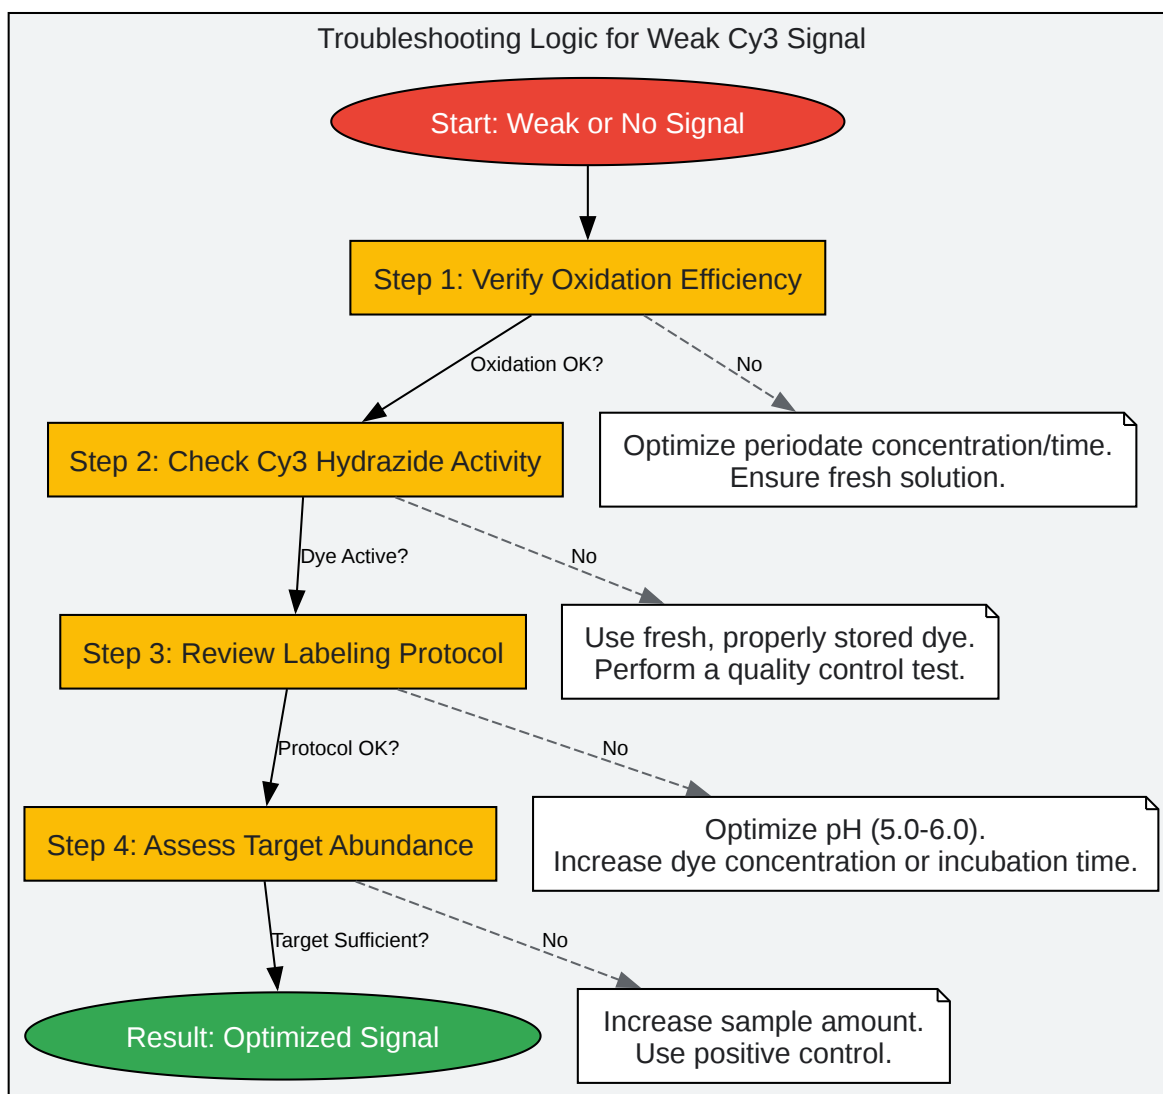 Troubleshooting Logic for Weak Cy3 Signal
Start: Weak or No Signal
Step 1: Verify Oxidation Efficiency
Oxidation OK?
No
Optimize periodate concentration/time.
Ensure fresh solution.
Step 2: Check Cy3 Hydrazide Activity
Dye Active?
No
Use fresh, properly stored dye.
Perform a quality control test.
Step 3: Review Labeling Protocol
Protocol OK?
No
Optimize pH (5.0-6.0).
Increase dye concentration or incubation time.
Step 4: Assess Target Abundance
Target Sufficient?
No
Increase sample amount.
Use positive control.
Result: Optimized Signal